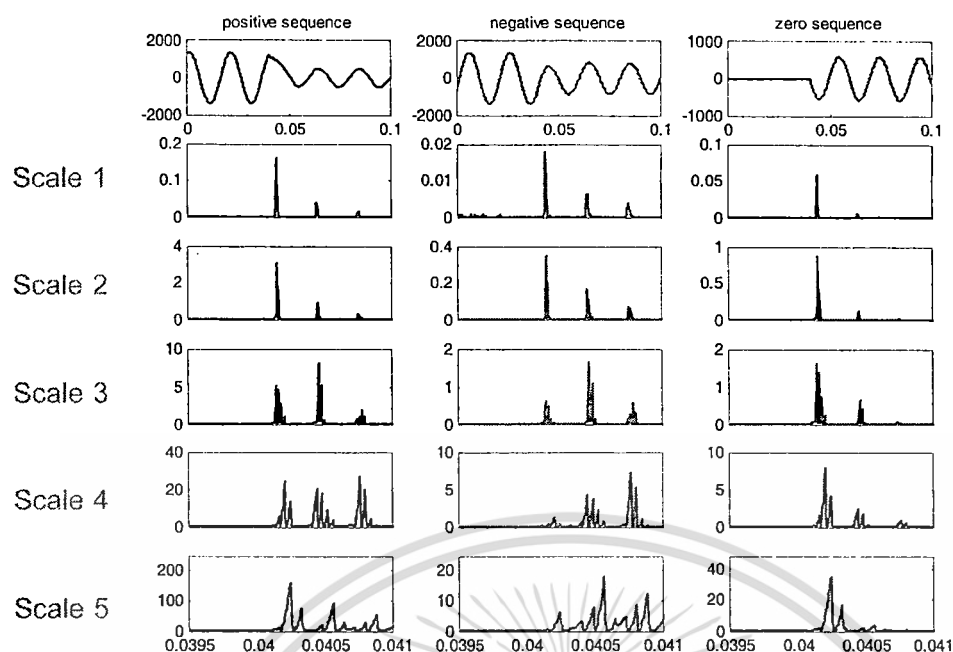 positive sequence negative sequence zero sequence
2000 2000 1000
0 0 0
-2000 -2000 -1000
0 0.05 0.1 0 0.05 0.1 0 0.05 0.1
Scale 1
0.2 0.02 0.1
0.1 0.01 0.05
0 0 0
Scale 2
4 0.4 1
2 0.2 0.5
0 0 0
Scale 3
10 2 2
5 1 1
0 0 0
Scale 4
40 10 10
20 5 5
0 0 0
Scale 5
200 20 40
100 10 20
0 0 0
0.0395 0.04 0.0405 0.041 0.0395 0.04 0.0405 0.041 0.0395 0.04 0.0405 0.041